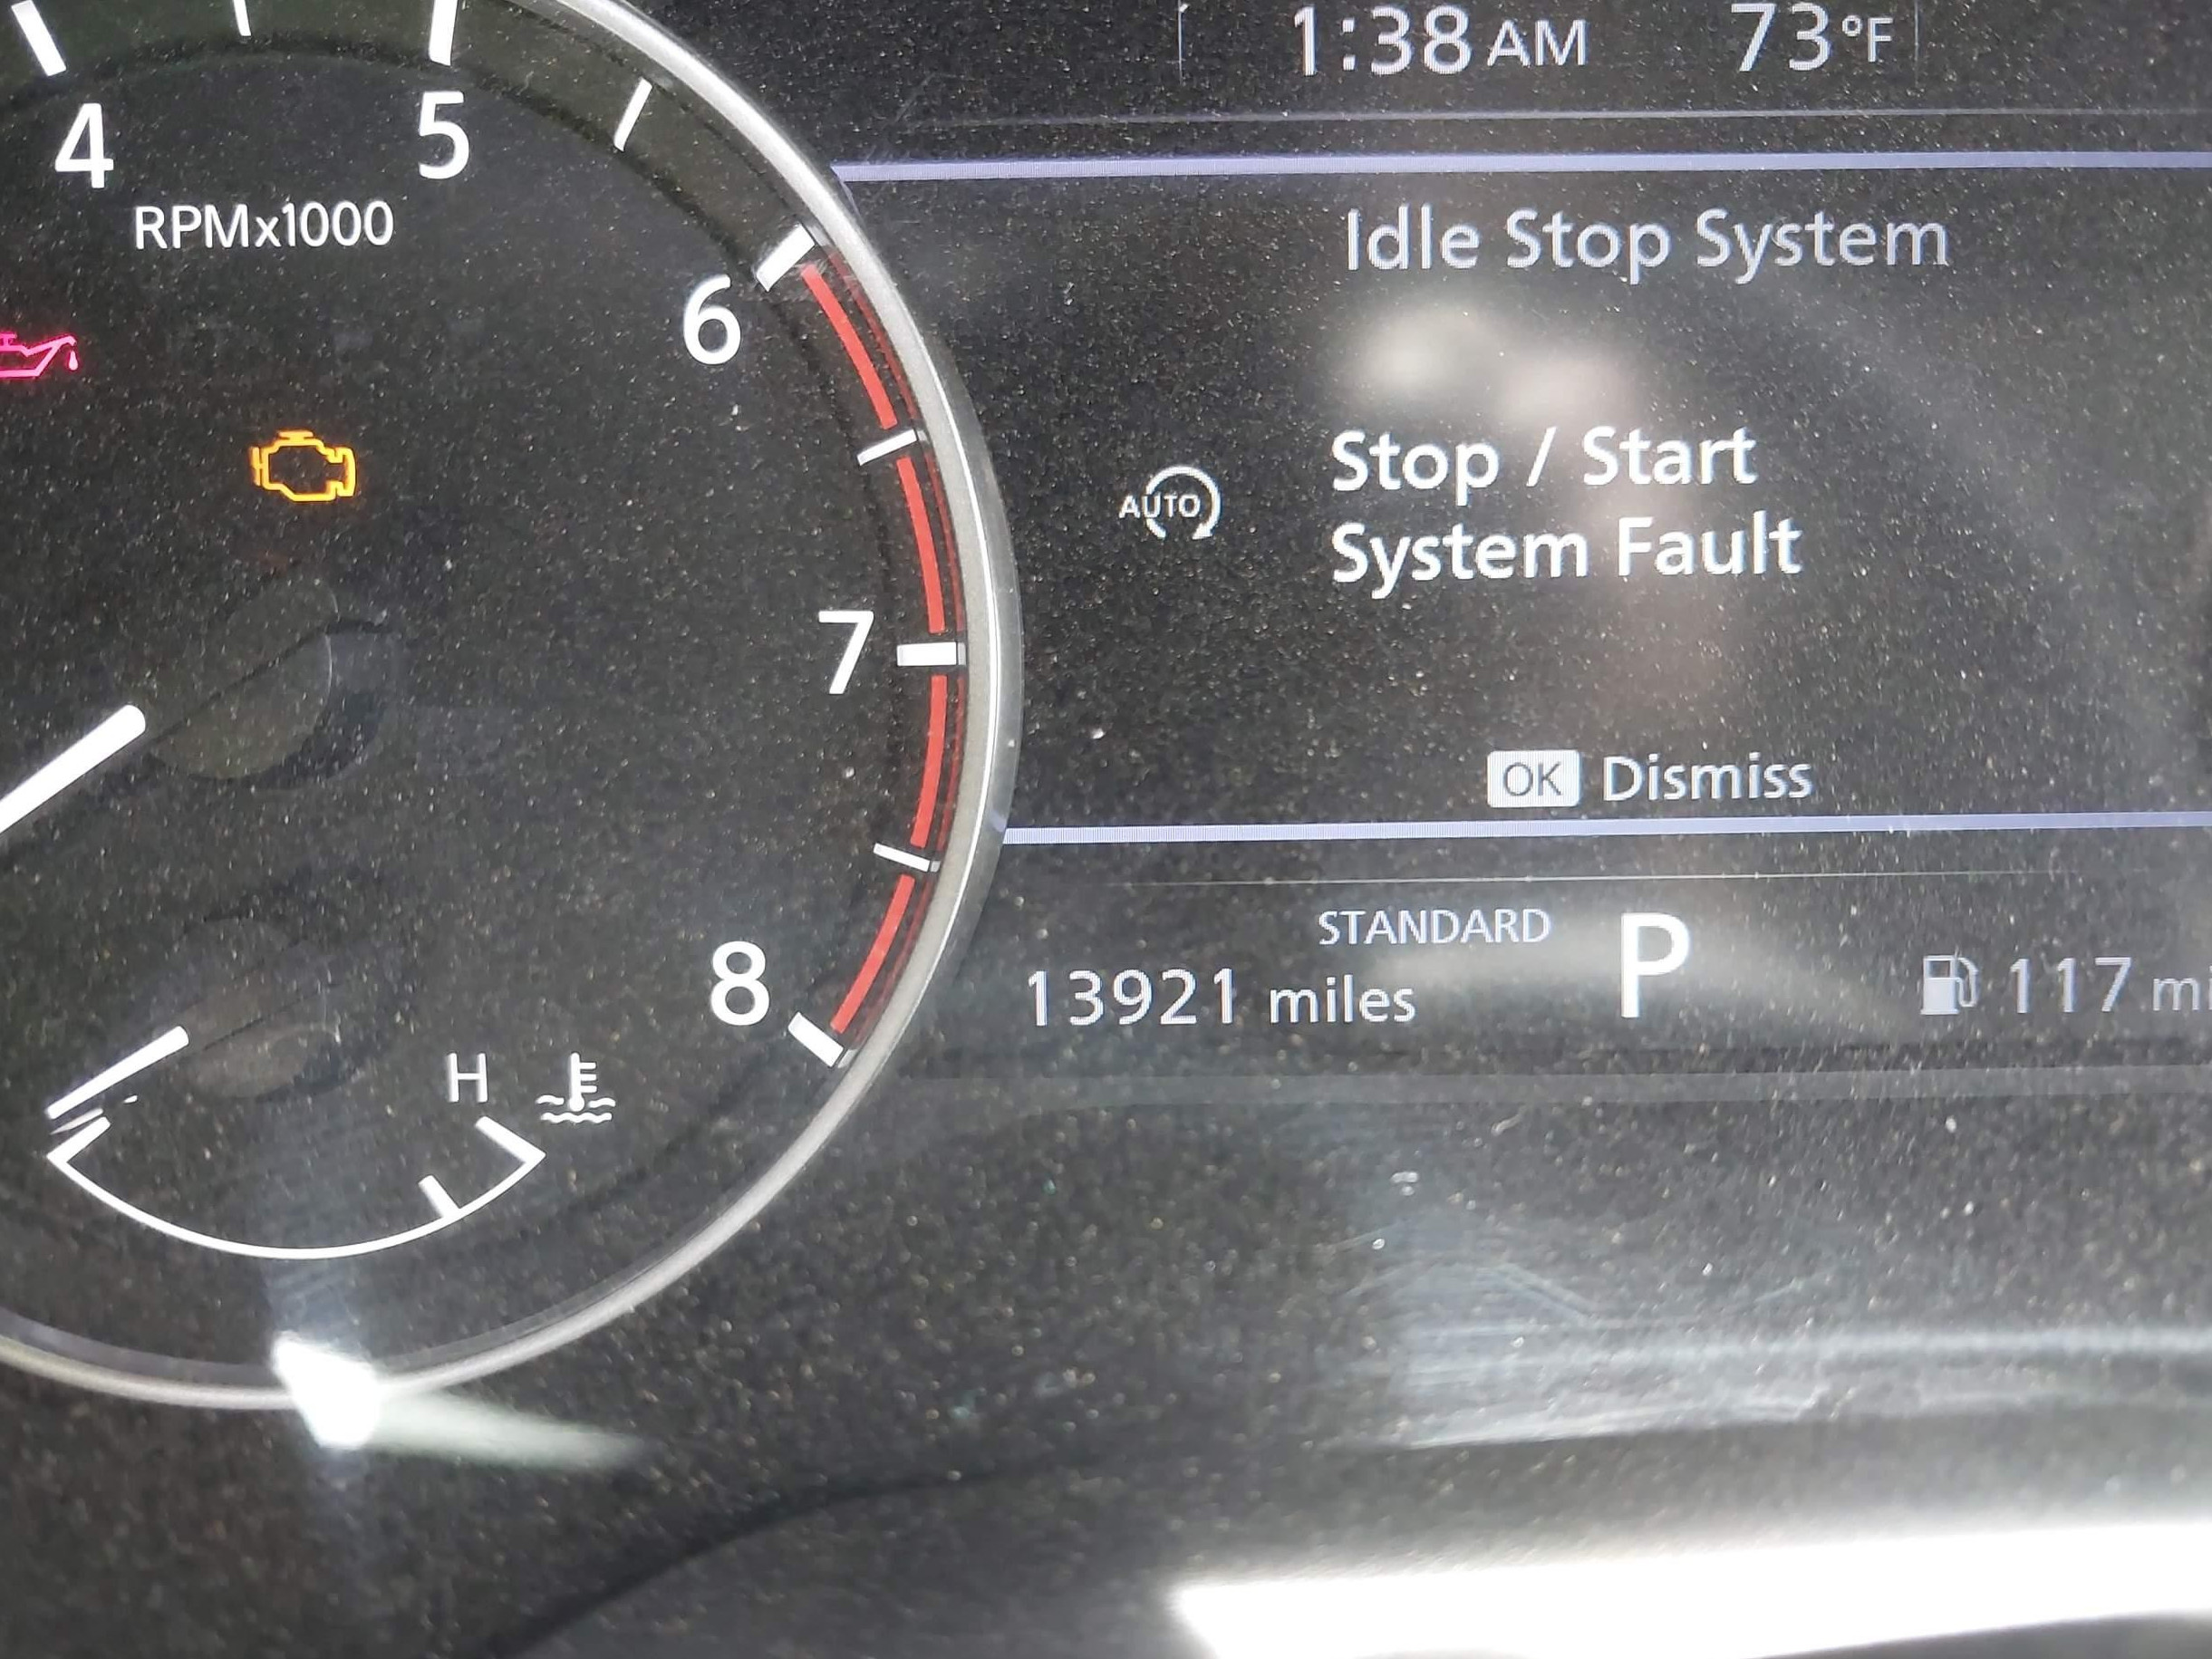 1:38 AM 73°F
4 5
RPMx1000
Idle Stop System
6
Stop / Start
AUTO
System Fault
7
OK Dismiss
STANDARD
8 13921 miles P 117 mi
H